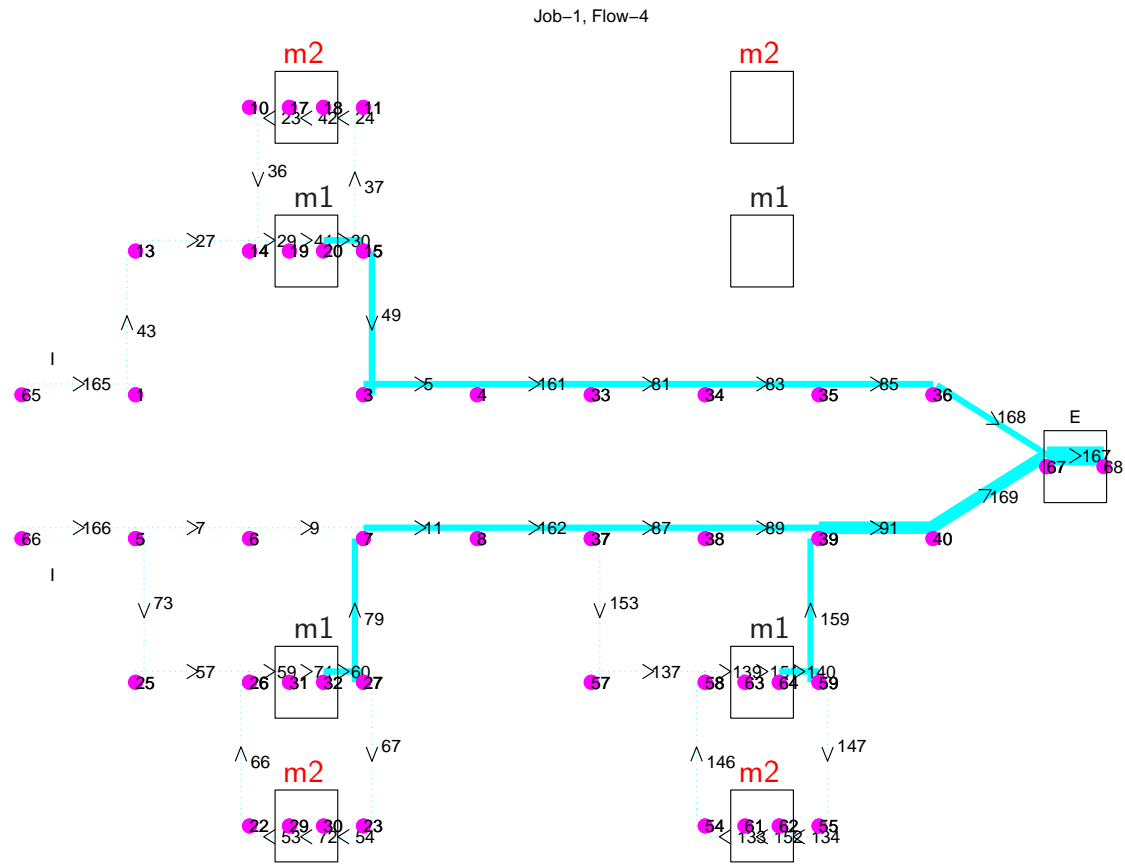 Job−1, Flow−4
m2 m2
10 17 18 11
23 42 24
36 37
m1 m1
13 27 29 41 30
14 19 20 15
43 49
I
165 5 161 81 83 85
65 1 3 4 33 34 35 36
168
E
167
67 68
169
166 7 9 11 162 87 89 91
66 5 6 7 8 37 38 39 40
I
73 153
79 159
m1 m1
57 59 71 60 137 139 151 140
25 26 31 32 27 57 58 63 64 59
67 147
66 146
m2 m2
22 29 30 23 54 61 62 55
53 72 54 133 152 134